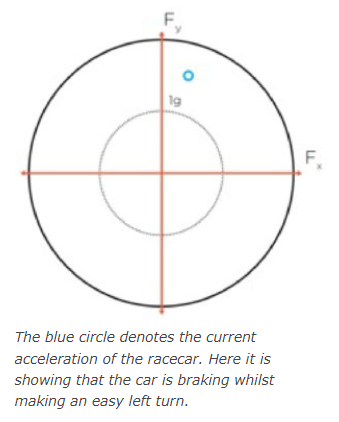 Fy
1g
Fx
The blue circle denotes the current
acceleration of the racecar. Here it is
showing that the car is braking whilst
making an easy left turn.